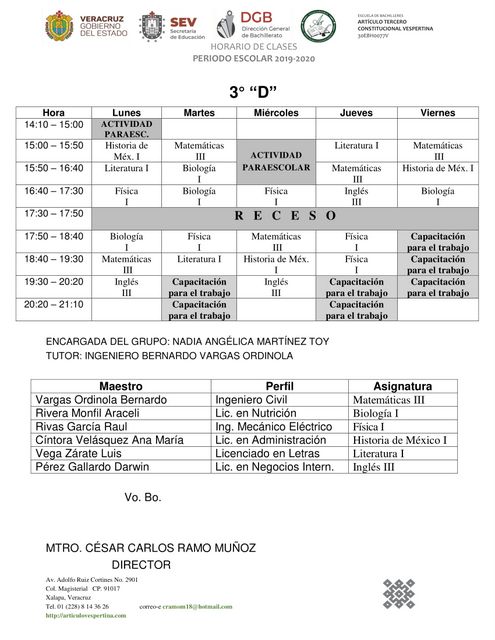 VERACRUZ
GOBIERNO
DEL ESTADO
SEV
Secretaría
de Educación
DGB
Dirección General
de Bachillerato
ESCUELA DE BACHILLERES
ARTÍCULO TERCERO
CONSTITUCIONAL VESPERTINA
30EBH0077V
HORARIO DE CLASES
PERIODO ESCOLAR 2019-2020
3° “D”
Hora Lunes Martes Miércoles Jueves Viernes
14:10 – 15:00 ACTIVIDAD
PARAESC.
15:00 – 15:50 Historia de Matemáticas Literatura I Matemáticas
Méx. I III III
ACTIVIDAD
PARAESCOLAR
15:50 – 16:40 Literatura I Biología Matemáticas Historia de Méx. I
I III
16:40 – 17:30 Física Biología Física Inglés Biología
I I I III I
17:30 – 17:50 R E C E S O
17:50 – 18:40 Biología Física Matemáticas Física Capacitación
I I III I para el trabajo
18:40 – 19:30 Matemáticas Literatura I Historia de Méx. Física Capacitación
III I I para el trabajo
19:30 – 20:20 Inglés Capacitación Inglés Capacitación Capacitación
III para el trabajo III para el trabajo para el trabajo
20:20 – 21:10 Capacitación Capacitación
para el trabajo para el trabajo
ENCARGADA DEL GRUPO: NADIA ANGÉLICA MARTÍNEZ TOY
TUTOR: INGENIERO BERNARDO VARGAS ORDINOLA
Maestro Perfil Asignatura
Vargas Ordinola Bernardo Ingeniero Civil Matemáticas III
Rivera Monfil Araceli Lic. en Nutrición Biología I
Rivas García Raul Ing. Mecánico Eléctrico Física I
Cíntora Velásquez Ana María Lic. en Administración Historia de México I
Vega Zárate Luis Licenciado en Letras Literatura I
Pérez Gallardo Darwin Lic. en Negocios Intern. Inglés III
Vo. Bo.
MTRO. CÉSAR CARLOS RAMO MUÑOZ
DIRECTOR
Av. Adolfo Ruiz Cortines No. 2901
Col. Magisterial CP. 91017
Xalapa, Veracruz
Tel. 01 (228) 8 14 36 26 correo-e cramom18@hotmail.com
http://articulovespertina.com